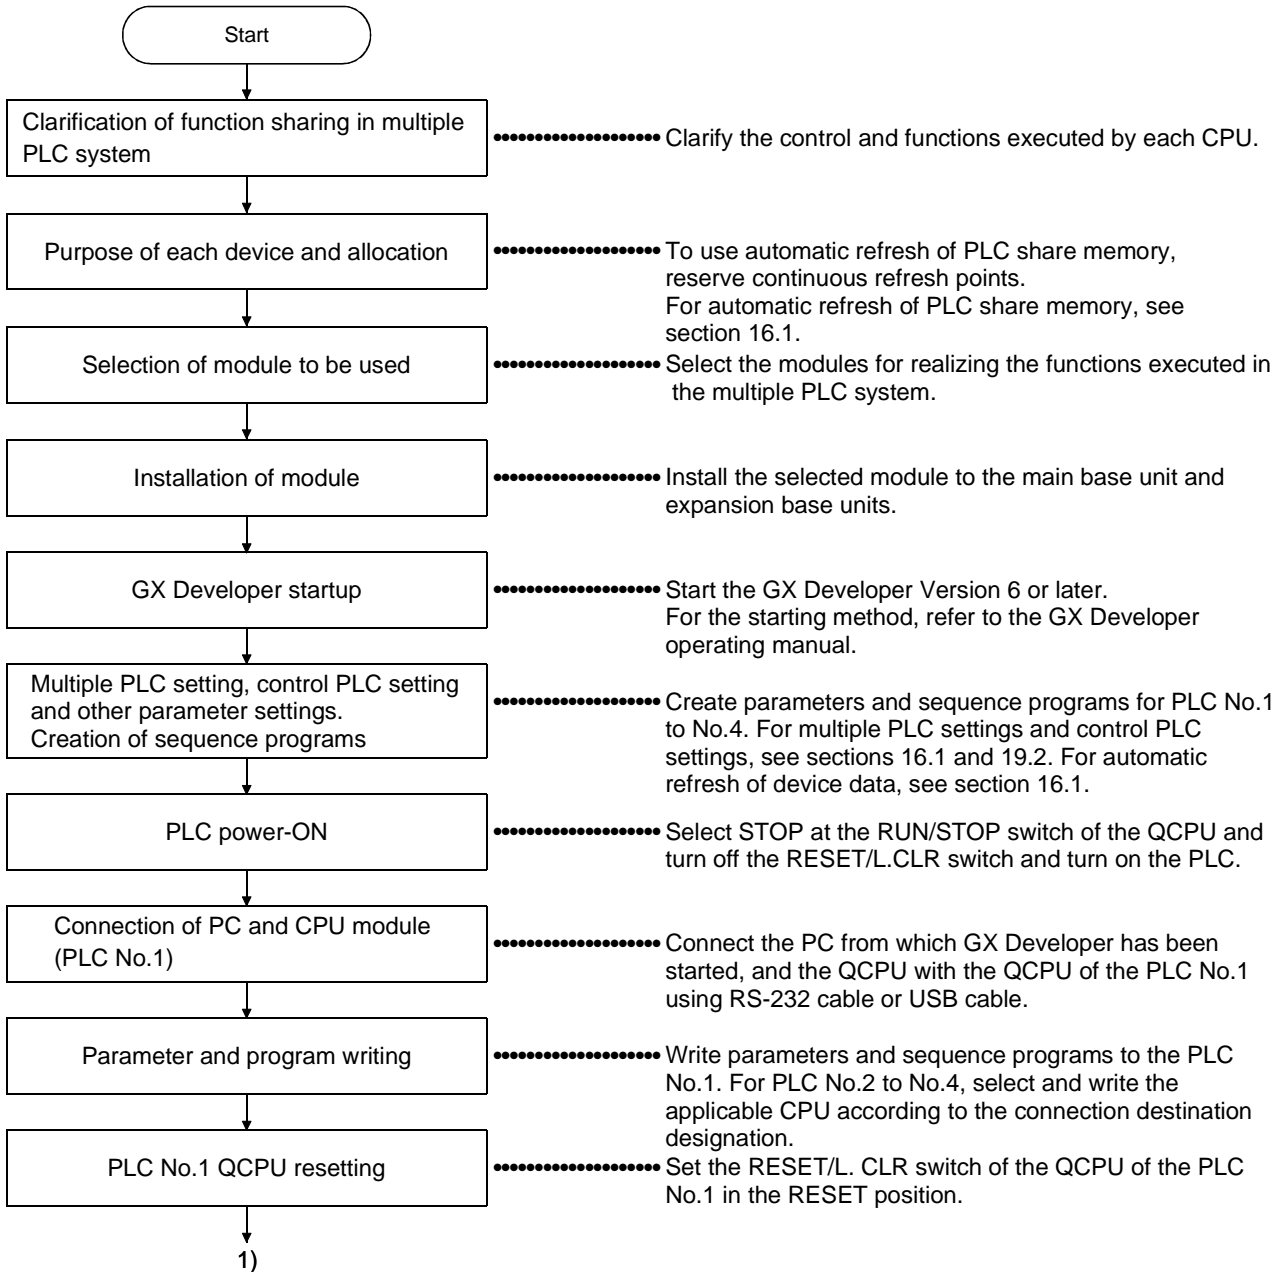 Start
Clarification of function sharing in multiple
PLC system
Clarify the control and functions executed by each CPU.
Purpose of each device and allocation
To use automatic refresh of PLC share memory,
reserve continuous refresh points.
For automatic refresh of PLC share memory, see
section 16.1.
Selection of module to be used
Select the modules for realizing the functions executed in
the multiple PLC system.
Installation of module
Install the selected module to the main base unit and
expansion base units.
GX Developer startup
Start the GX Developer Version 6 or later.
For the starting method, refer to the GX Developer
operating manual.
Multiple PLC setting, control PLC setting
and other parameter settings.
Creation of sequence programs
Create parameters and sequence programs for PLC No.1
to No.4. For multiple PLC settings and control PLC
settings, see sections 16.1 and 19.2. For automatic
refresh of device data, see section 16.1.
PLC power-ON
Select STOP at the RUN/STOP switch of the QCPU and
turn off the RESET/L.CLR switch and turn on the PLC.
Connection of PC and CPU module
(PLC No.1)
Connect the PC from which GX Developer has been
started, and the QCPU with the QCPU of the PLC No.1
using RS-232 cable or USB cable.
Parameter and program writing
Write parameters and sequence programs to the PLC
No.1. For PLC No.2 to No.4, select and write the
applicable CPU according to the connection destination
designation.
PLC No.1 QCPU resetting
Set the RESET/L. CLR switch of the QCPU of the PLC
No.1 in the RESET position.
1)